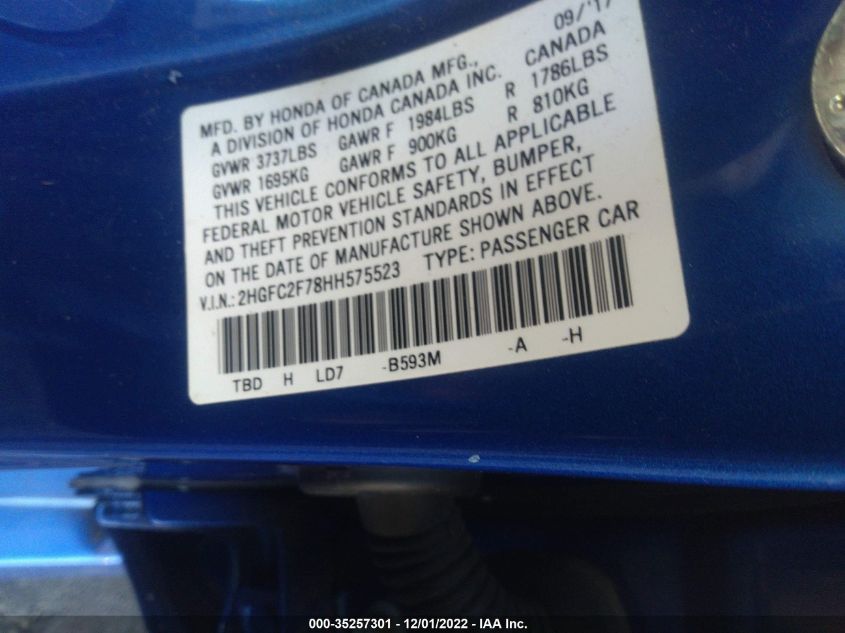 09/'17
MFD. BY HONDA OF CANADA MFG.,
A DIVISION OF HONDA CANADA INC. CANADA
GVWR 3737LBS GAWR F 1984LBS R 1786LBS
GVWR 1695KG GAWR F 900KG R 810KG
THIS VEHICLE CONFORMS TO ALL APPLICABLE
FEDERAL MOTOR VEHICLE SAFETY, BUMPER,
AND THEFT PREVENTION STANDARDS IN EFFECT
ON THE DATE OF MANUFACTURE SHOWN ABOVE.
V.I.N.: 2HGFC2F78HH575523 TYPE: PASSENGER CAR
TBD H LD7 -B593M -A -H
000-35257301 - 12/01/2022 - IAA Inc.